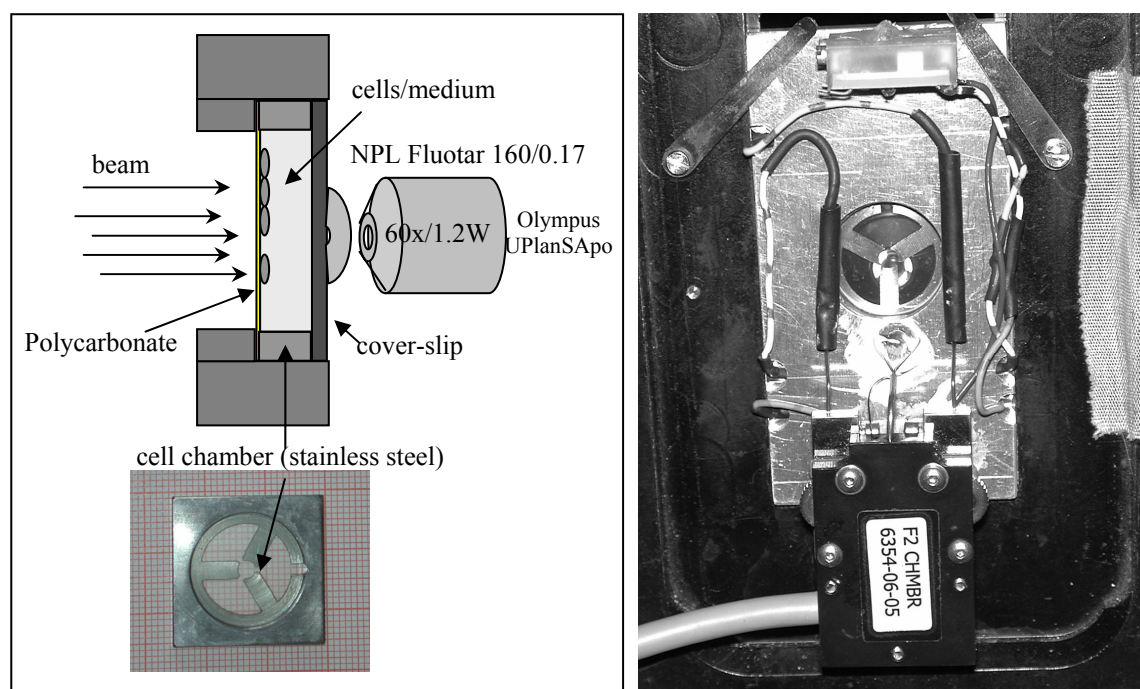 cells/medium
beam
NPL Fluotar 160/0.17
60x/1.2W
Olympus
UPlanSApo
Polycarbonate
cover-slip
cell chamber (stainless steel)
F2 CHMBR
6354-06-05